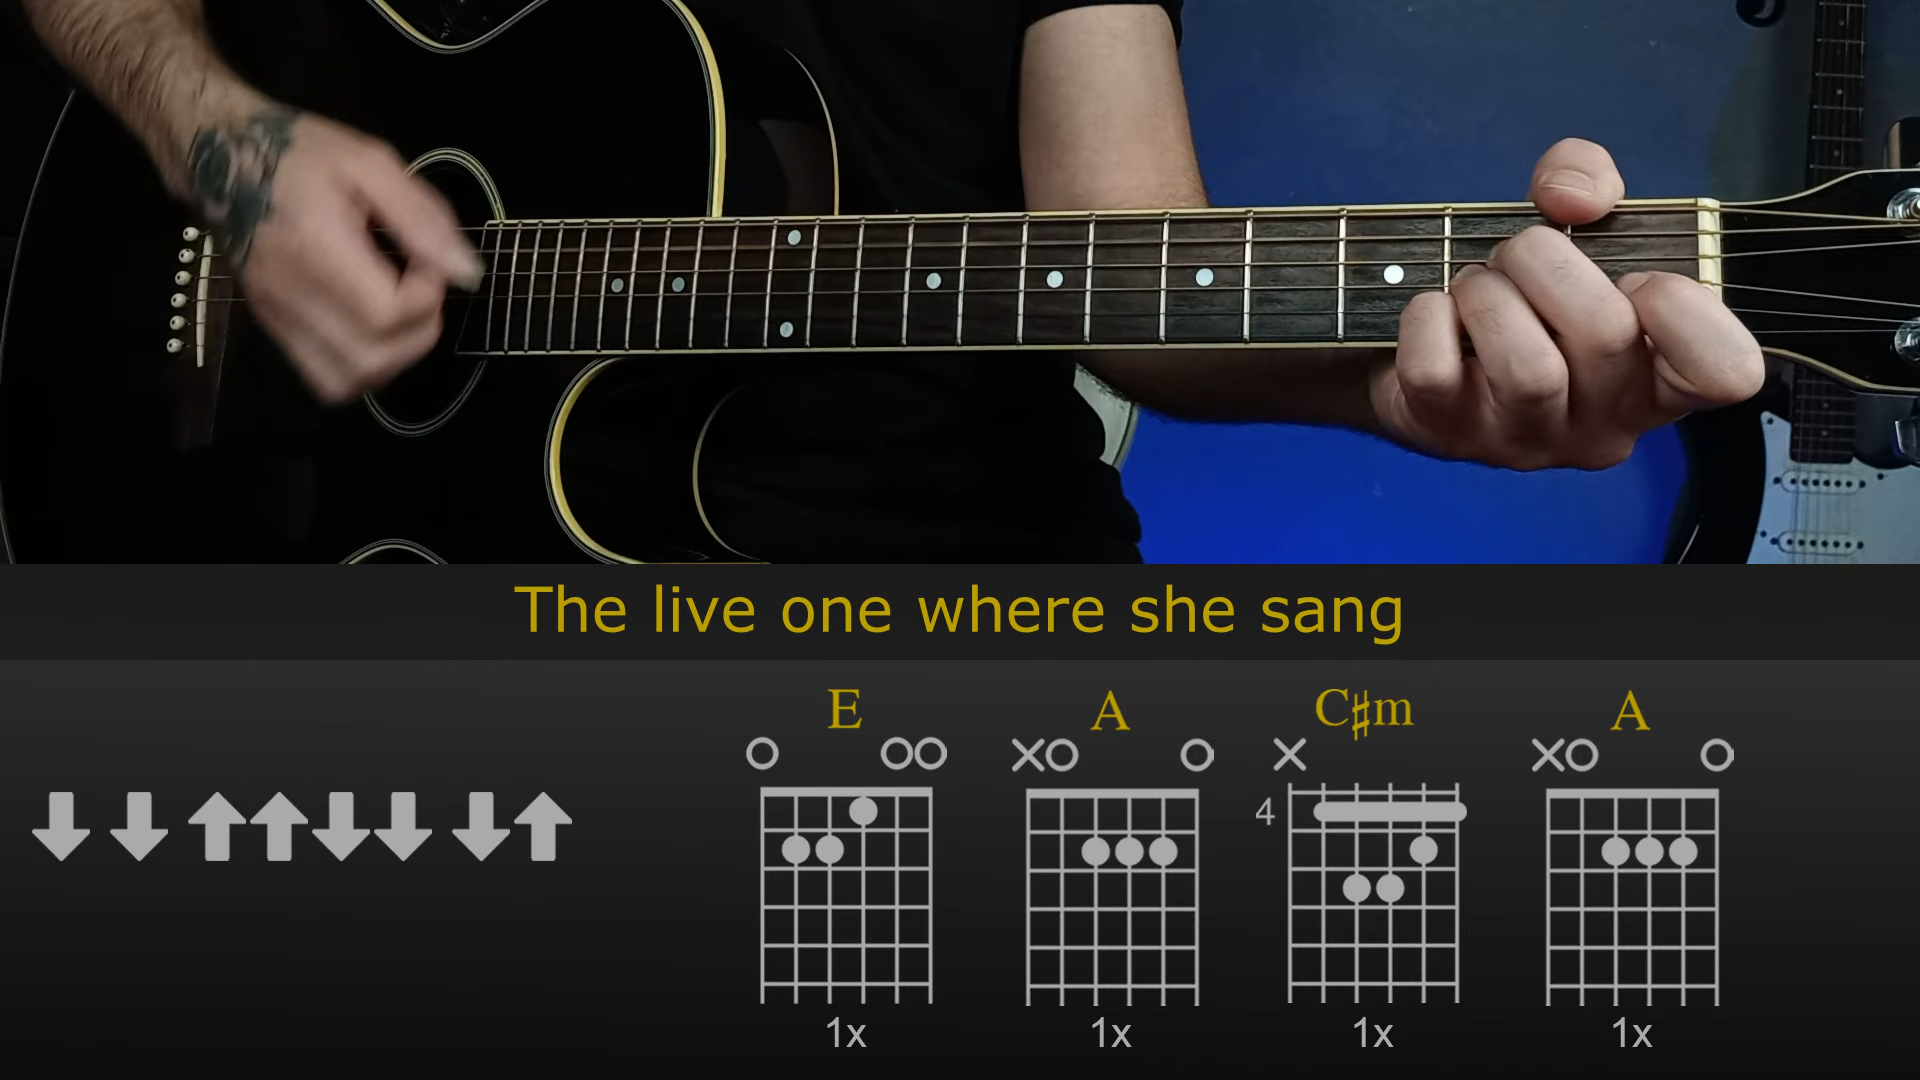 The live one where she sang
E A C♯m A
4
1x 1x 1x 1x